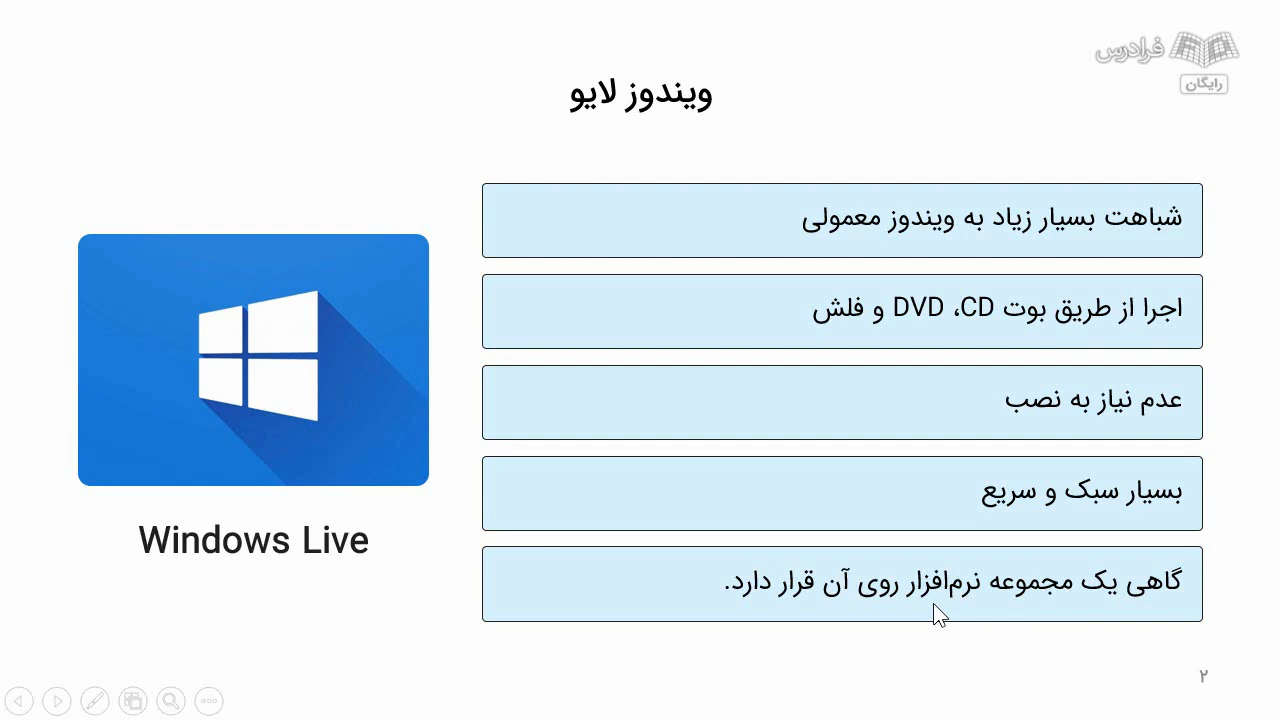 فرادرس
رایگان
ویندوز لایو
شباهت بسیار زیاد به ویندوز معمولی
اجرا از طریق بوت CD، DVD و فلش
عدم نیاز به نصب
بسیار سبک و سریع
گاهی یک مجموعه نرم‌افزار روی آن قرار دارد.
Windows Live
۲